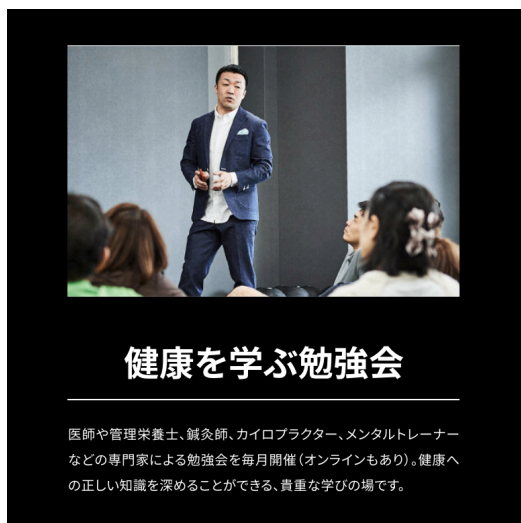 健康を学ぶ勉強会
医師や管理栄養士、鍼灸師、カイロプラクター、メンタルトレーナー
などの専門家による勉強会を毎月開催（オンラインもあり）。健康へ
の正しい知識を深めることができる、貴重な学びの場です。